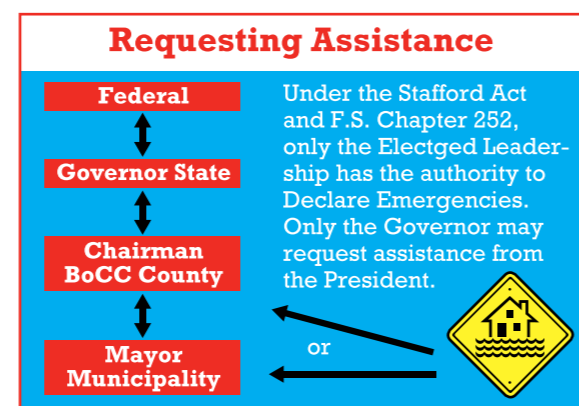 Requesting Assistance
Federal
Governor State
Chairman
BoCC County
Mayor
Municipality
Under the Stafford Act
and F.S. Chapter 252,
only the Electged Leader-
ship has the authority to
Declare Emergencies.
Only the Governor may
request assistance from
the President.
or